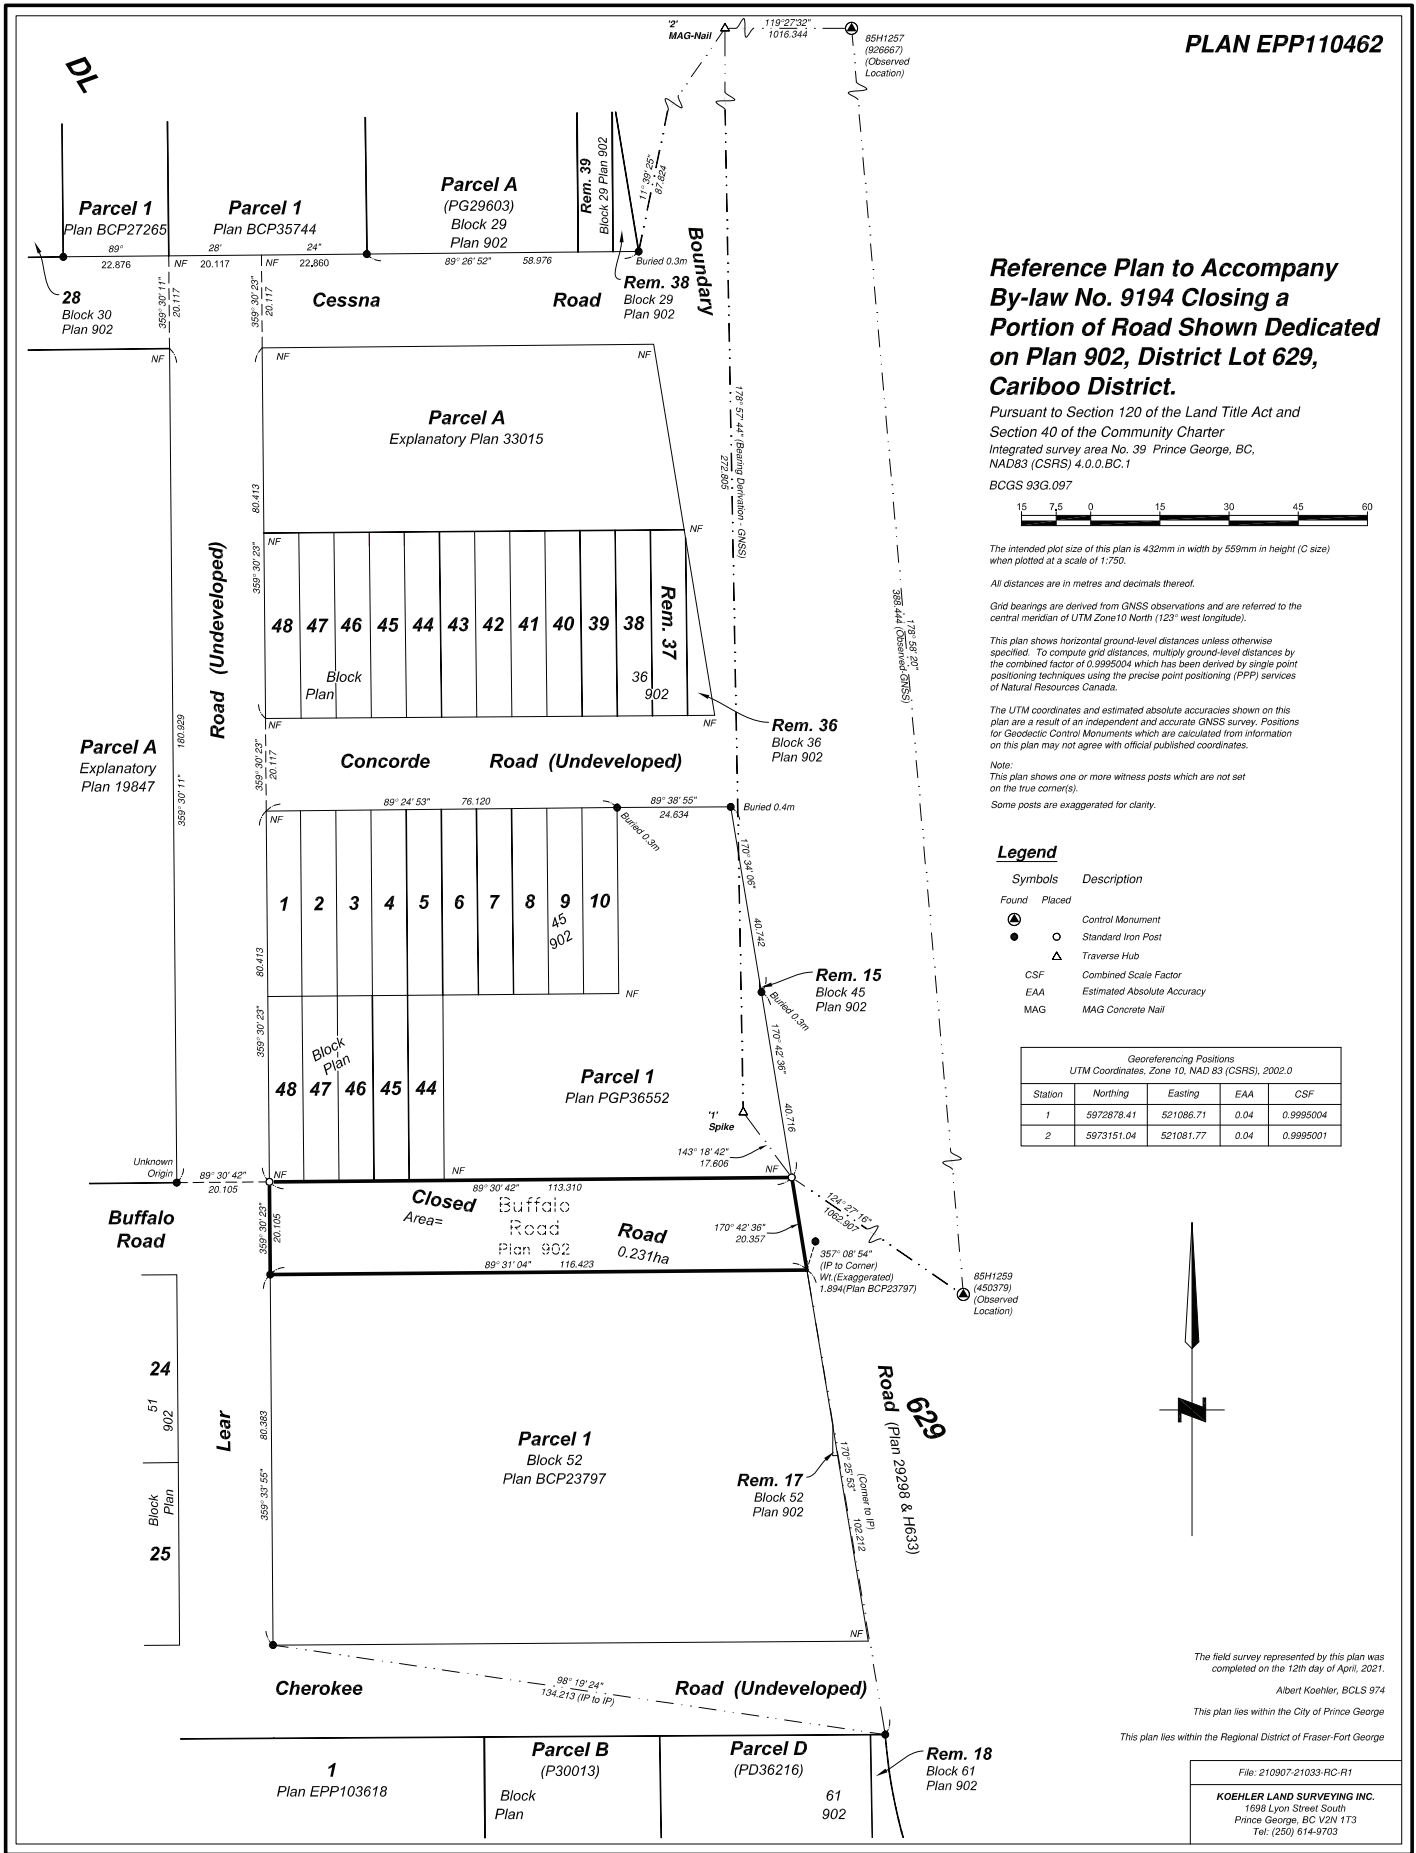 PLAN EPP110462
DL
'2'
MAG-Nail
119°27'32"
1016.344
85H1257
(926667)
(Observed
Location)
11° 39' 25"
87.824
Parcel 1
Plan BCP27265
Parcel 1
Plan BCP35744
Parcel A
(PG29603)
Block 29
Plan 902
Rem. 39
Block 29 Plan 902
89°
28'
24"
22.876
NF
20.117
NF
22.860
89° 26' 52"
58.976
Buried 0.3m
28
Block 30
Plan 902
359° 30' 11"
20.117
359° 30' 23"
20.117
Cessna
Road
Rem. 38
Block 29
Plan 902
Boundary
NF
NF
NF
Reference Plan to Accompany
By-law No. 9194 Closing a
Portion of Road Shown Dedicated
on Plan 902, District Lot 629,
Cariboo District.
Pursuant to Section 120 of the Land Title Act and
Section 40 of the Community Charter
Integrated survey area No. 39 Prince George, BC,
NAD83 (CSRS) 4.0.0.BC.1
BCGS 93G.097
15 7.5 0 15 30 45 60
The intended plot size of this plan is 432mm in width by 559mm in height (C size)
when plotted at a scale of 1:750.
All distances are in metres and decimals thereof.
Grid bearings are derived from GNSS observations and are referred to the
central meridian of UTM Zone10 North (123° west longitude).
This plan shows horizontal ground-level distances unless otherwise
specified. To compute grid distances, multiply ground-level distances by
the combined factor of 0.9995004 which has been derived by single point
positioning techniques using the precise point positioning (PPP) services
of Natural Resources Canada.
The UTM coordinates and estimated absolute accuracies shown on this
plan are a result of an independent and accurate GNSS survey. Positions
for Geodectic Control Monuments which are calculated from information
on this plan may not agree with official published coordinates.
Note:
This plan shows one or more witness posts which are not set
on the true corner(s).
Some posts are exaggerated for clarity.
Parcel A
Explanatory Plan 33015
178° 57' 44" (Bearing Derivation - GNSS)
272.805
178° 58' 20"
388.444 (Observed GNSS)
80.413
359° 30' 23"
NF
NF
Road (Undeveloped)
48 47 46 45 44 43 42 41 40 39 38 Rem. 37
Block
Plan
36
902
NF
NF
Rem. 36
Block 36
Plan 902
Parcel A
Explanatory
Plan 19847
180.929
359° 30' 11"
359° 30' 23"
20.117
Concorde
Road (Undeveloped)
89° 24' 53"
76.120
89° 38' 55"
24.634
Buried 0.4m
Buried 0.3m
NF
170° 34' 06"
40.742
1 2 3 4 5 6 7 8 9 10
45
902
80.413
359° 30' 23"
NF
Rem. 15
Block 45
Plan 902
Buried 0.3m
170° 42' 36"
40.716
Block
Plan
48 47 46 45 44
Parcel 1
Plan PGP36552
'1'
Spike
143° 18' 42"
17.606
Legend
Symbols Description
Found Placed
Control Monument
Standard Iron Post
Traverse Hub
CSF Combined Scale Factor
EAA Estimated Absolute Accuracy
MAG MAG Concrete Nail
Georeferencing Positions
UTM Coordinates, Zone 10, NAD 83 (CSRS), 2002.0
Station Northing Easting EAA CSF
1 5972878.41 521086.71 0.04 0.9995004
2 5973151.04 521081.77 0.04 0.9995001
Unknown
Origin
89° 30' 42"
20.105
NF
NF
NF
89° 30' 42"
113.310
Buffalo
Road
359° 30' 23"
20.105
Closed
Area=
Buffalo
Road
Plan 902
Road
0.231ha
89° 31' 04"
116.423
170° 42' 36"
20.357
124° 27' 16"
1062.907
357° 08' 54"
(IP to Corner)
Wt.(Exaggerated)
1.894(Plan BCP23797)
85H1259
(450379)
(Observed
Location)
24
51
902
Block
Plan
25
Lear
80.383
359° 33' 55"
Parcel 1
Block 52
Plan BCP23797
Rem. 17
Block 52
Plan 902
170° 25' 53"
(Corner to IP)
102.212
Road (Plan 29298 & H633)
629
NF
Cherokee
98° 19' 24"
134.213 (IP to IP)
Road (Undeveloped)
1
Plan EPP103618
Parcel B
(P30013)
Block
Plan
Parcel D
(PD36216)
61
902
Rem. 18
Block 61
Plan 902
The field survey represented by this plan was
completed on the 12th day of April, 2021.
Albert Koehler, BCLS 974
This plan lies within the City of Prince George
This plan lies within the Regional District of Fraser-Fort George
File: 210907-21033-RC-R1
KOEHLER LAND SURVEYING INC.
1698 Lyon Street South
Prince George, BC V2N 1T3
Tel: (250) 614-9703